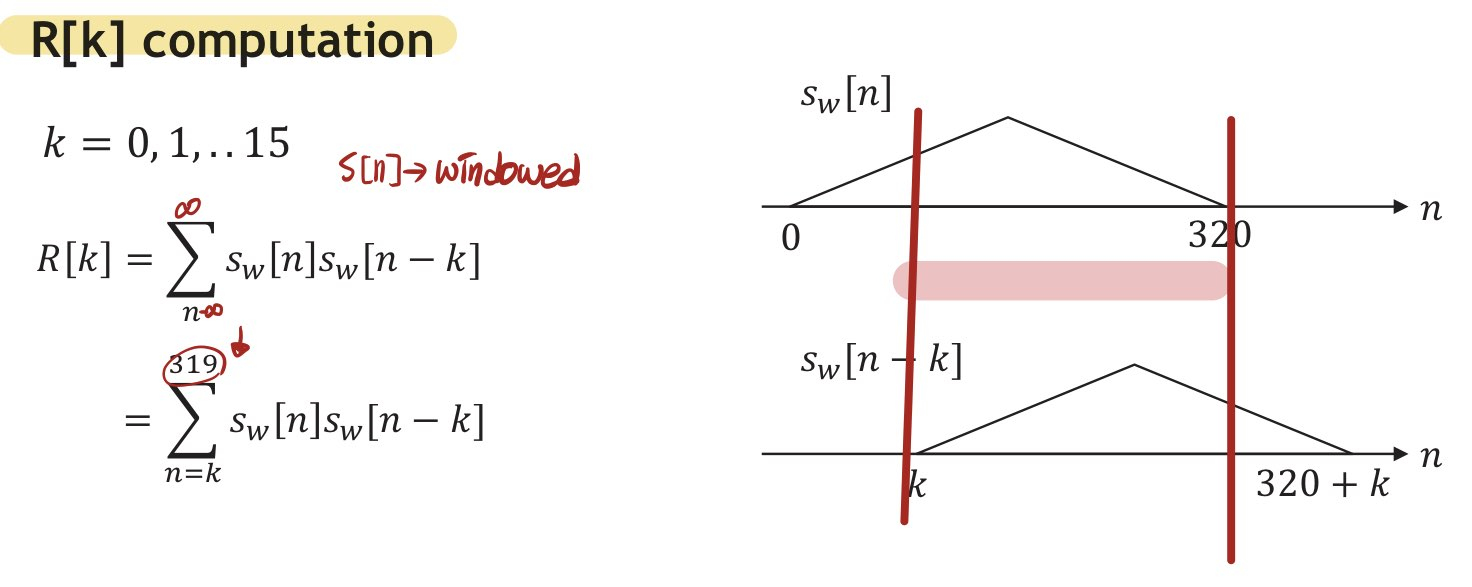 R[k] computation
k = 0, 1, . . 15
S[n] → windowed
∞
R[k] = ∑ s_w[n]s_w[n − k]
n-∞
319
= ∑ s_w[n]s_w[n − k]
n=k
s_w[n]
n
0
320
s_w[n − k]
n
k
320 + k